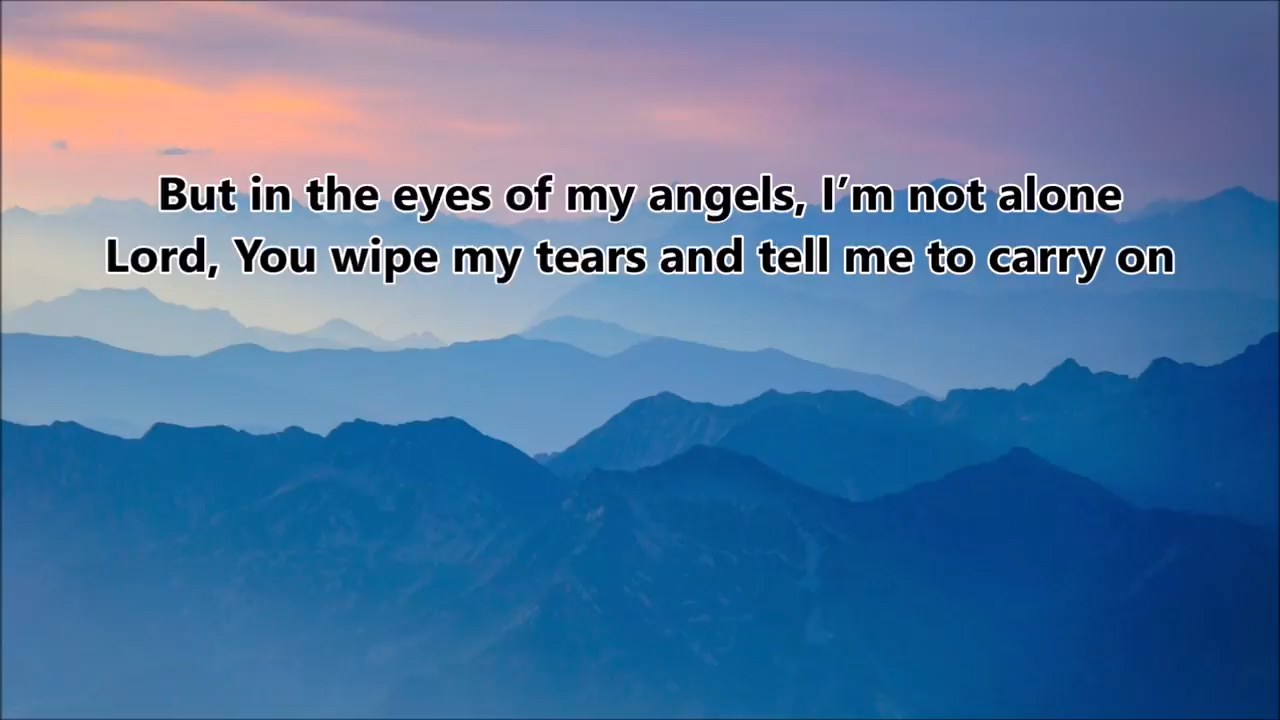 But in the eyes of my angels, I’m not alone
Lord, You wipe my tears and tell me to carry on